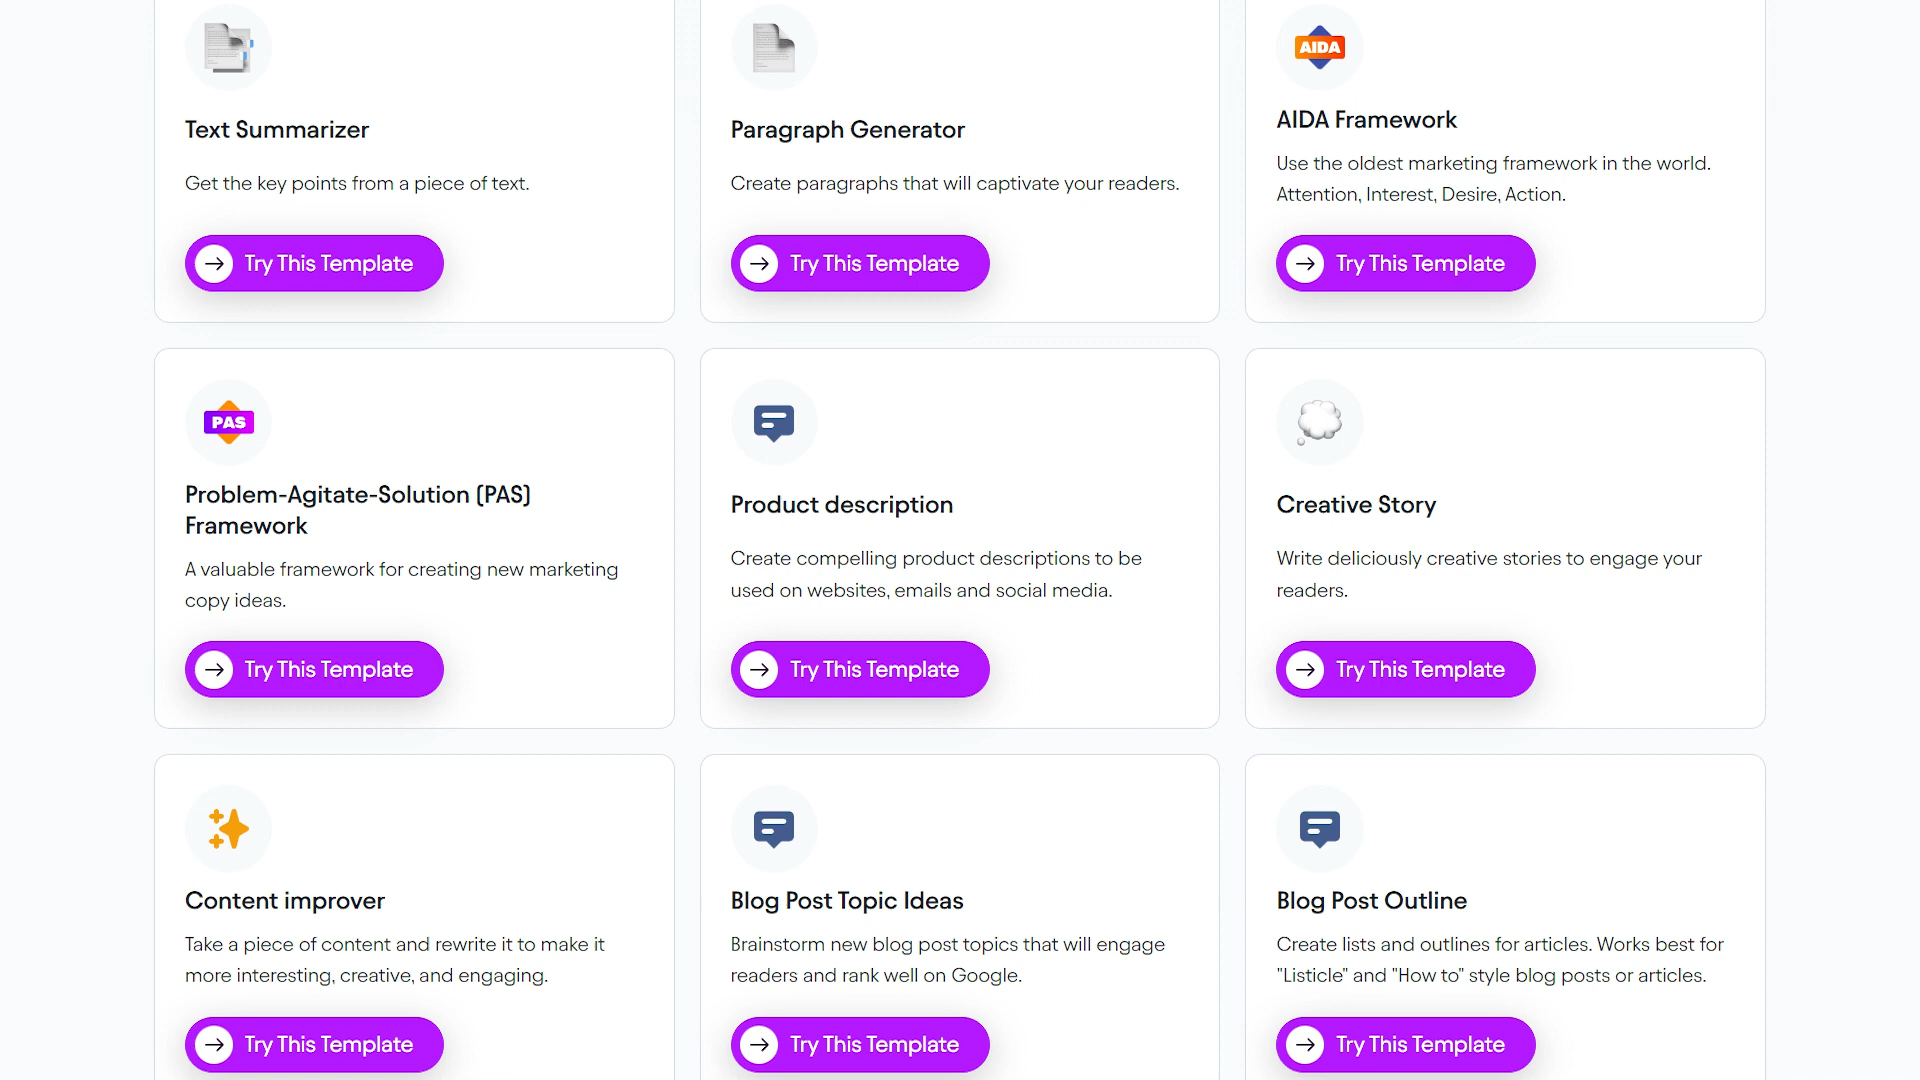 Text Summarizer
Get the key points from a piece of text.
Try This Template
Paragraph Generator
Create paragraphs that will captivate your readers.
Try This Template
AIDA
AIDA Framework
Use the oldest marketing framework in the world.
Attention, Interest, Desire, Action.
Try This Template
PAS
Problem-Agitate-Solution (PAS)
Framework
A valuable framework for creating new marketing
copy ideas.
Try This Template
Product description
Create compelling product descriptions to be
used on websites, emails and social media.
Try This Template
Creative Story
Write deliciously creative stories to engage your
readers.
Try This Template
Content improver
Take a piece of content and rewrite it to make it
more interesting, creative, and engaging.
Try This Template
Blog Post Topic Ideas
Brainstorm new blog post topics that will engage
readers and rank well on Google.
Try This Template
Blog Post Outline
Create lists and outlines for articles. Works best for
"Listicle" and "How to" style blog posts or articles.
Try This Template